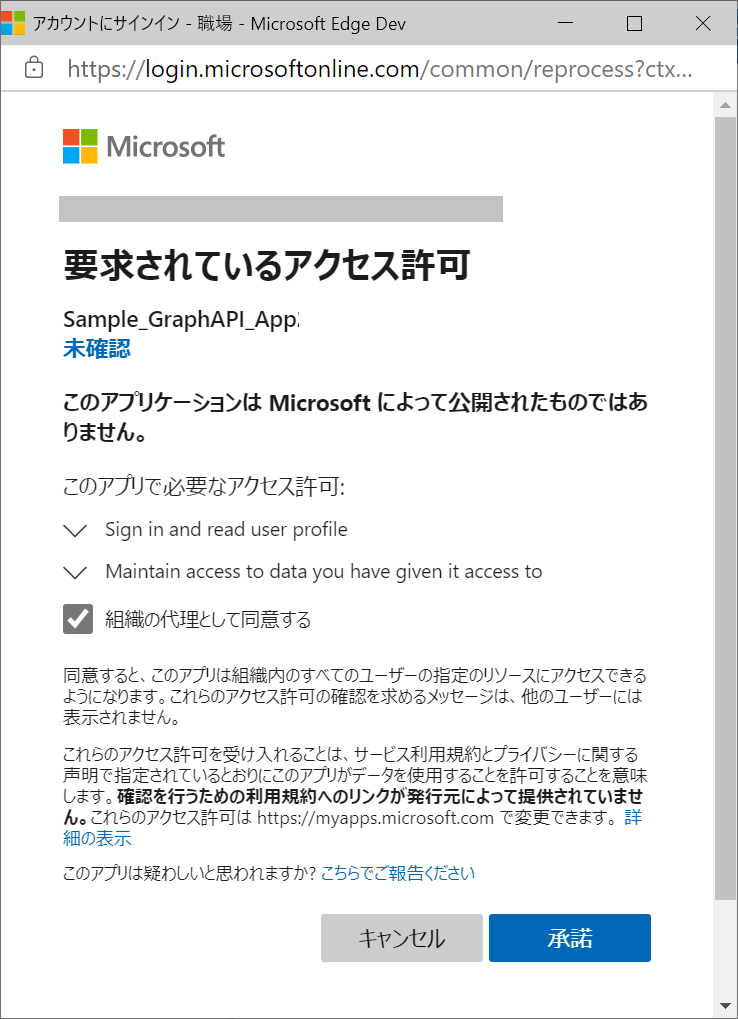 アカウントにサインイン - 職場 - Microsoft Edge Dev
https://login.microsoftonline.com/common/reprocess?ctx...
Microsoft
要求されているアクセス許可
Sample_GraphAPI_App
未確認
このアプリケーションは Microsoft によって公開されたものではあ
りません。
このアプリで必要なアクセス許可:
Sign in and read user profile
Maintain access to data you have given it access to
組織の代理として同意する
同意すると、このアプリは組織内のすべてのユーザーの指定のリソースにアクセスできる
ようになります。これらのアクセス許可の確認を求めるメッセージは、他のユーザーには
表示されません。
これらのアクセス許可を受け入れることは、サービス利用規約とプライバシーに関する
声明で指定されているとおりにこのアプリがデータを使用することを許可することを意味
します。確認を行うための利用規約へのリンクが発行元によって提供されていませ
ん。これらのアクセス許可は https://myapps.microsoft.com で変更できます。 詳
細の表示
このアプリは疑わしいと思われますか? こちらでご報告ください
キャンセル
承諾